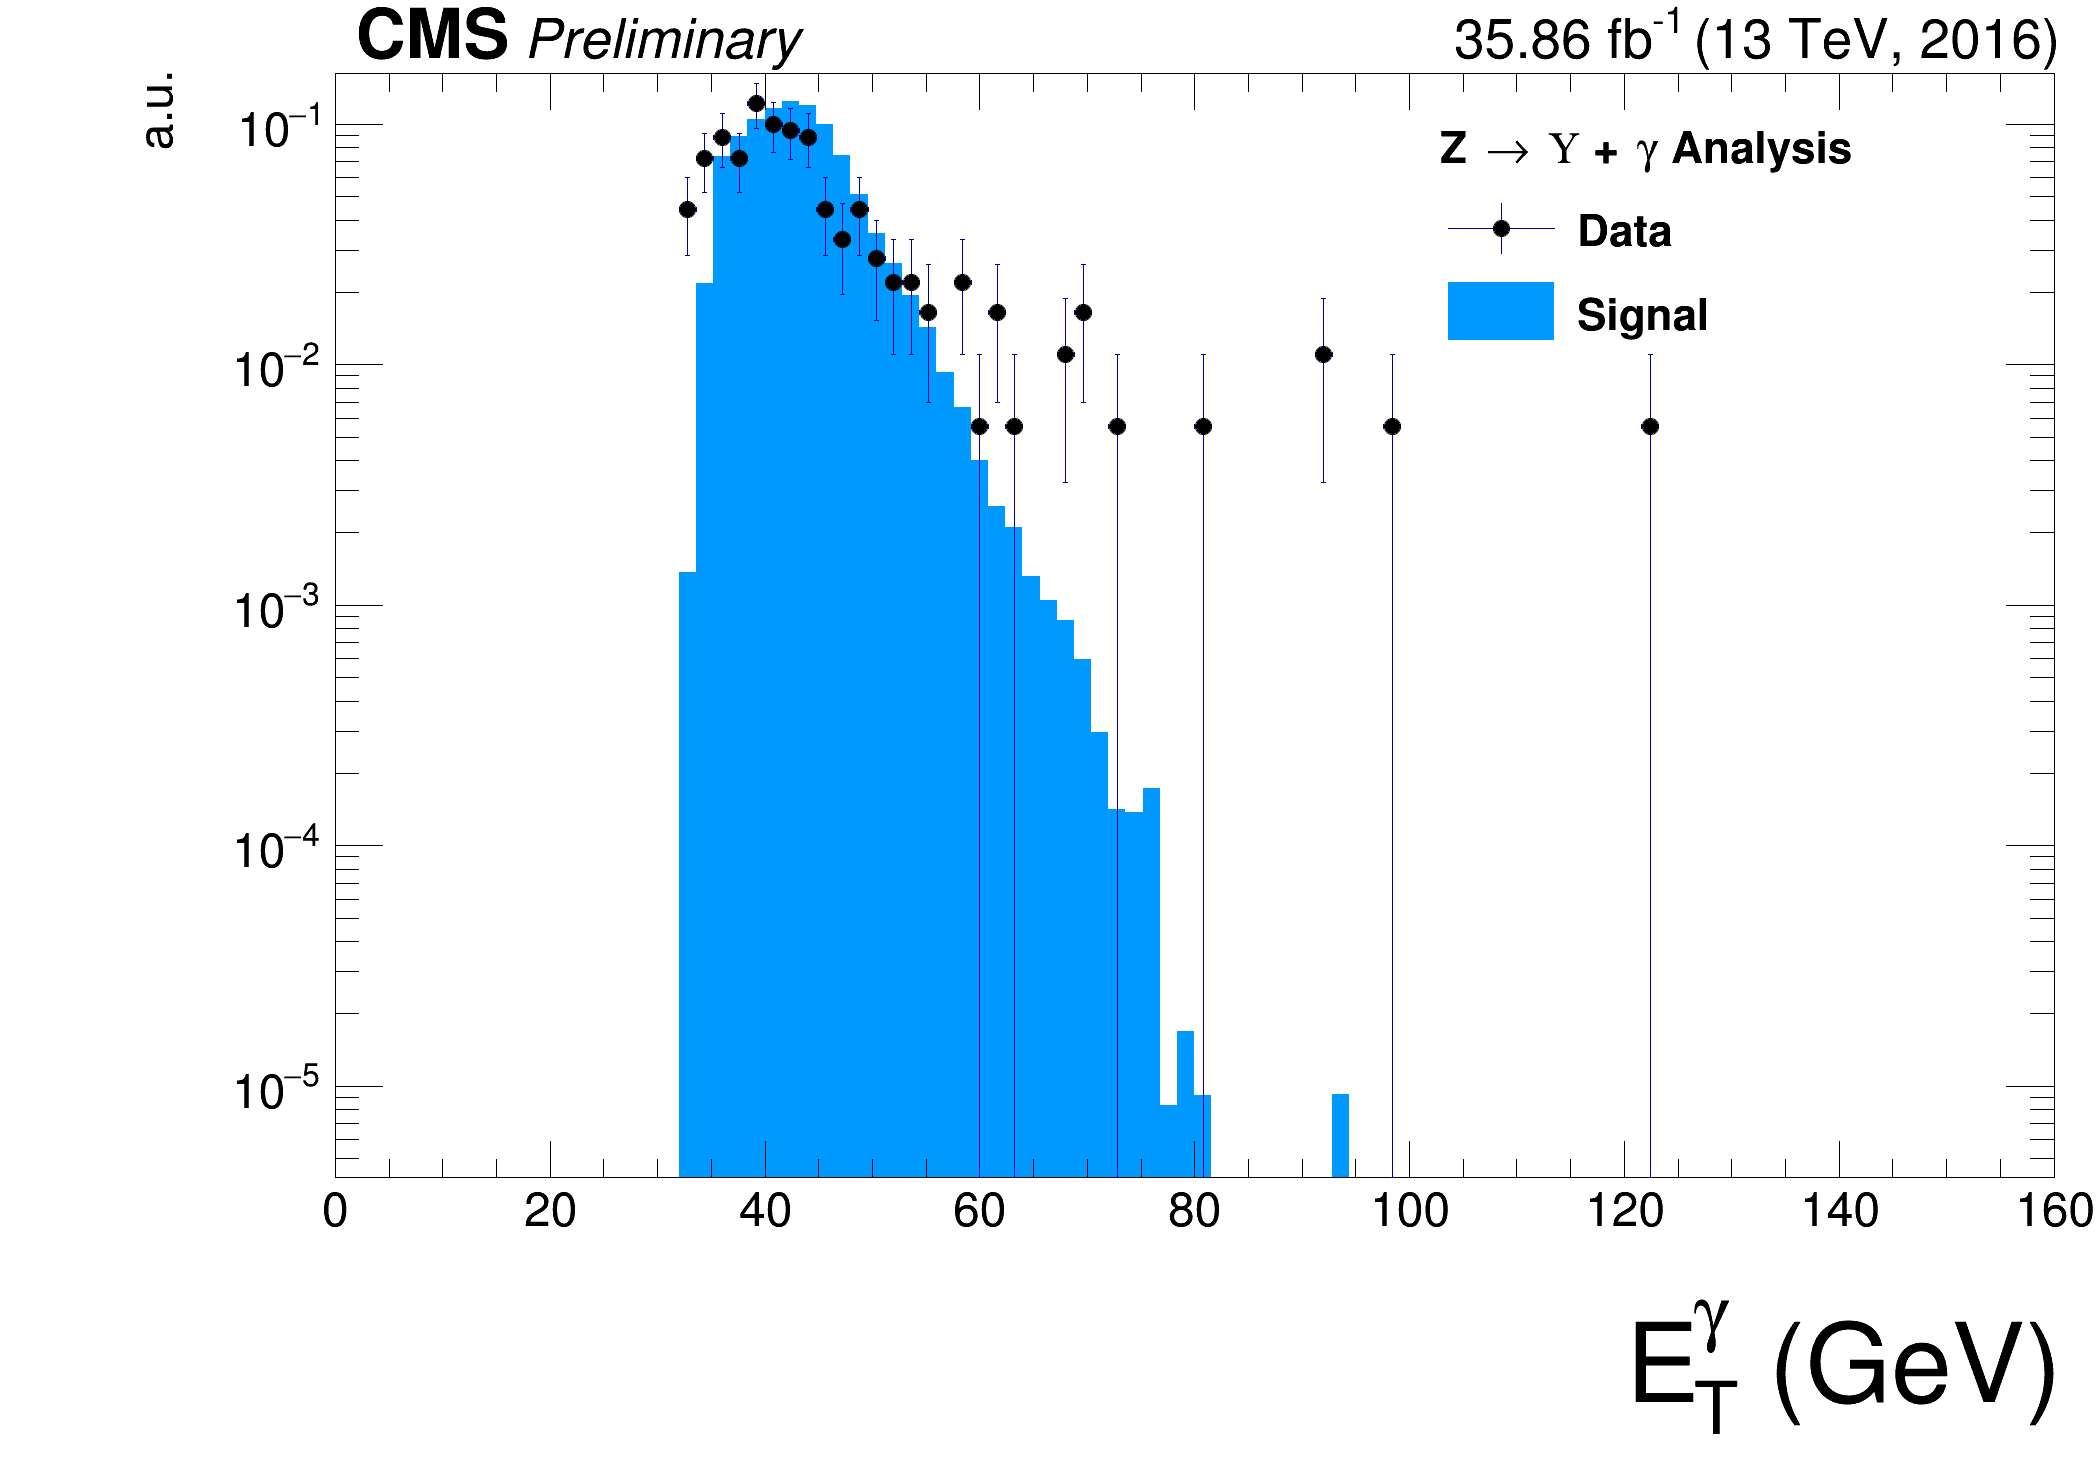 CMS Preliminary 35.86 fb⁻¹ (13 TeV, 2016)
a.u.
10⁻¹
10⁻²
10⁻³
10⁻⁴
10⁻⁵
Z → Υ + γ Analysis
Data
Signal
0 20 40 60 80 100 120 140 160
E_T^γ (GeV)